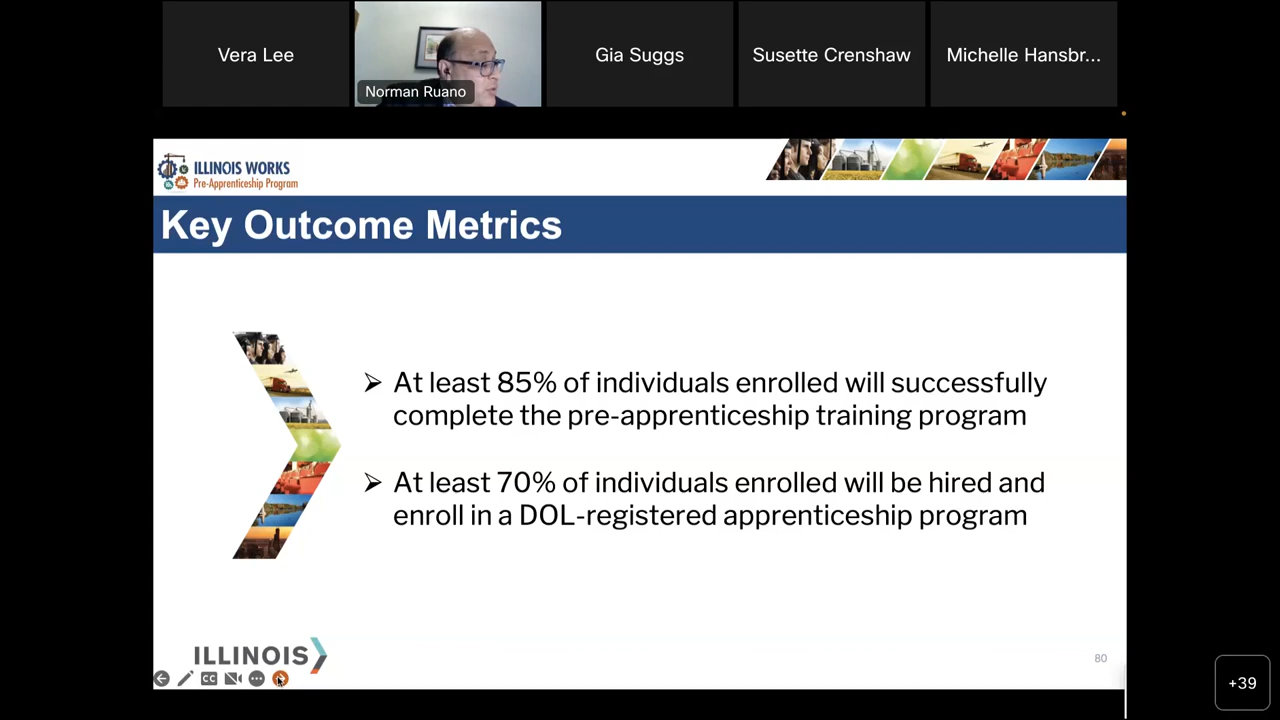 Vera Lee
Norman Ruano
Gia Suggs
Susette Crenshaw
Michelle Hansbr...
ILLINOIS WORKS
Pre-Apprenticeship Program
Key Outcome Metrics
➢ At least 85% of individuals enrolled will successfully
complete the pre-apprenticeship training program
➢ At least 70% of individuals enrolled will be hired and
enroll in a DOL-registered apprenticeship program
ILLINOIS
80
CC
+39